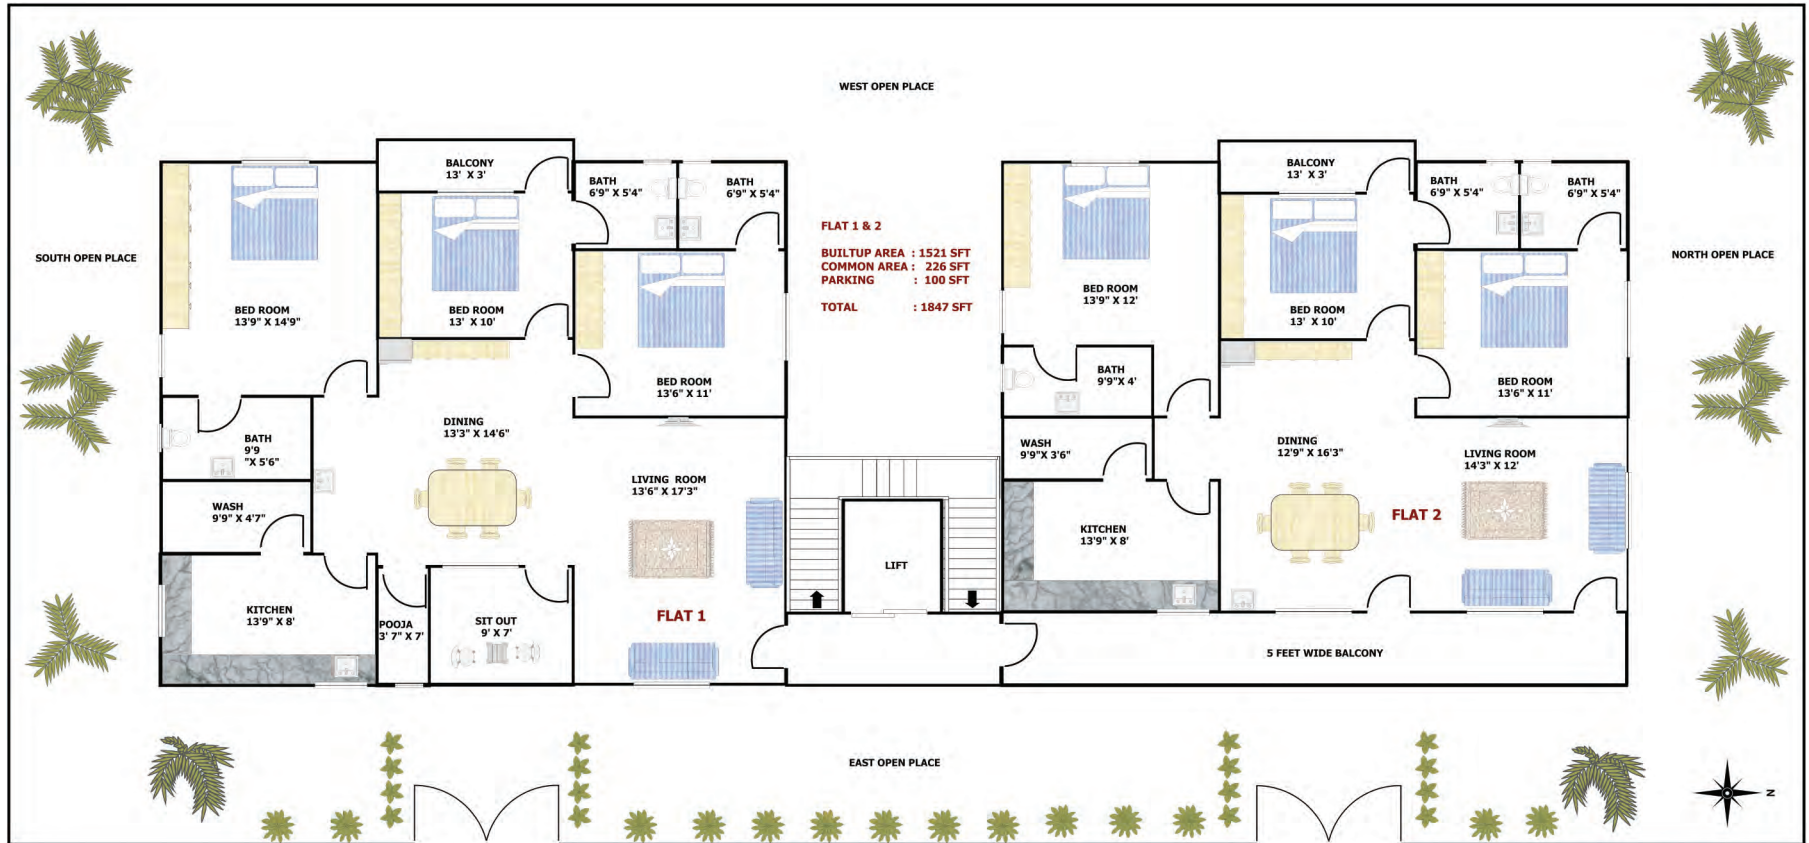 WEST OPEN PLACE
SOUTH OPEN PLACE
BALCONY
13' X 3'
BATH
6'9" X 5'4"
BATH
6'9" X 5'4"
BED ROOM
13'9" X 14'9"
BED ROOM
13' X 10'
BED ROOM
13'6" X 11'
BATH
9'9
"X 5'6"
DINING
13'3" X 14'6"
LIVING ROOM
13'6" X 17'3"
WASH
9'9" X 4'7"
KITCHEN
13'9" X 8'
POOJA
3' 7" X 7'
SIT OUT
9' X 7'
FLAT 1
FLAT 1 & 2
BUILTUP AREA : 1521 SFT
COMMON AREA : 226 SFT
PARKING : 100 SFT
TOTAL : 1847 SFT
LIFT
BALCONY
13' X 3'
BATH
6'9" X 5'4"
BATH
6'9" X 5'4"
BED ROOM
13'9" X 12'
BED ROOM
13' X 10'
BED ROOM
13'6" X 11'
BATH
9'9"X 4'
WASH
9'9"X 3'6"
DINING
12'9" X 16'3"
LIVING ROOM
14'3" X 12'
KITCHEN
13'9" X 8'
FLAT 2
5 FEET WIDE BALCONY
NORTH OPEN PLACE
EAST OPEN PLACE
N